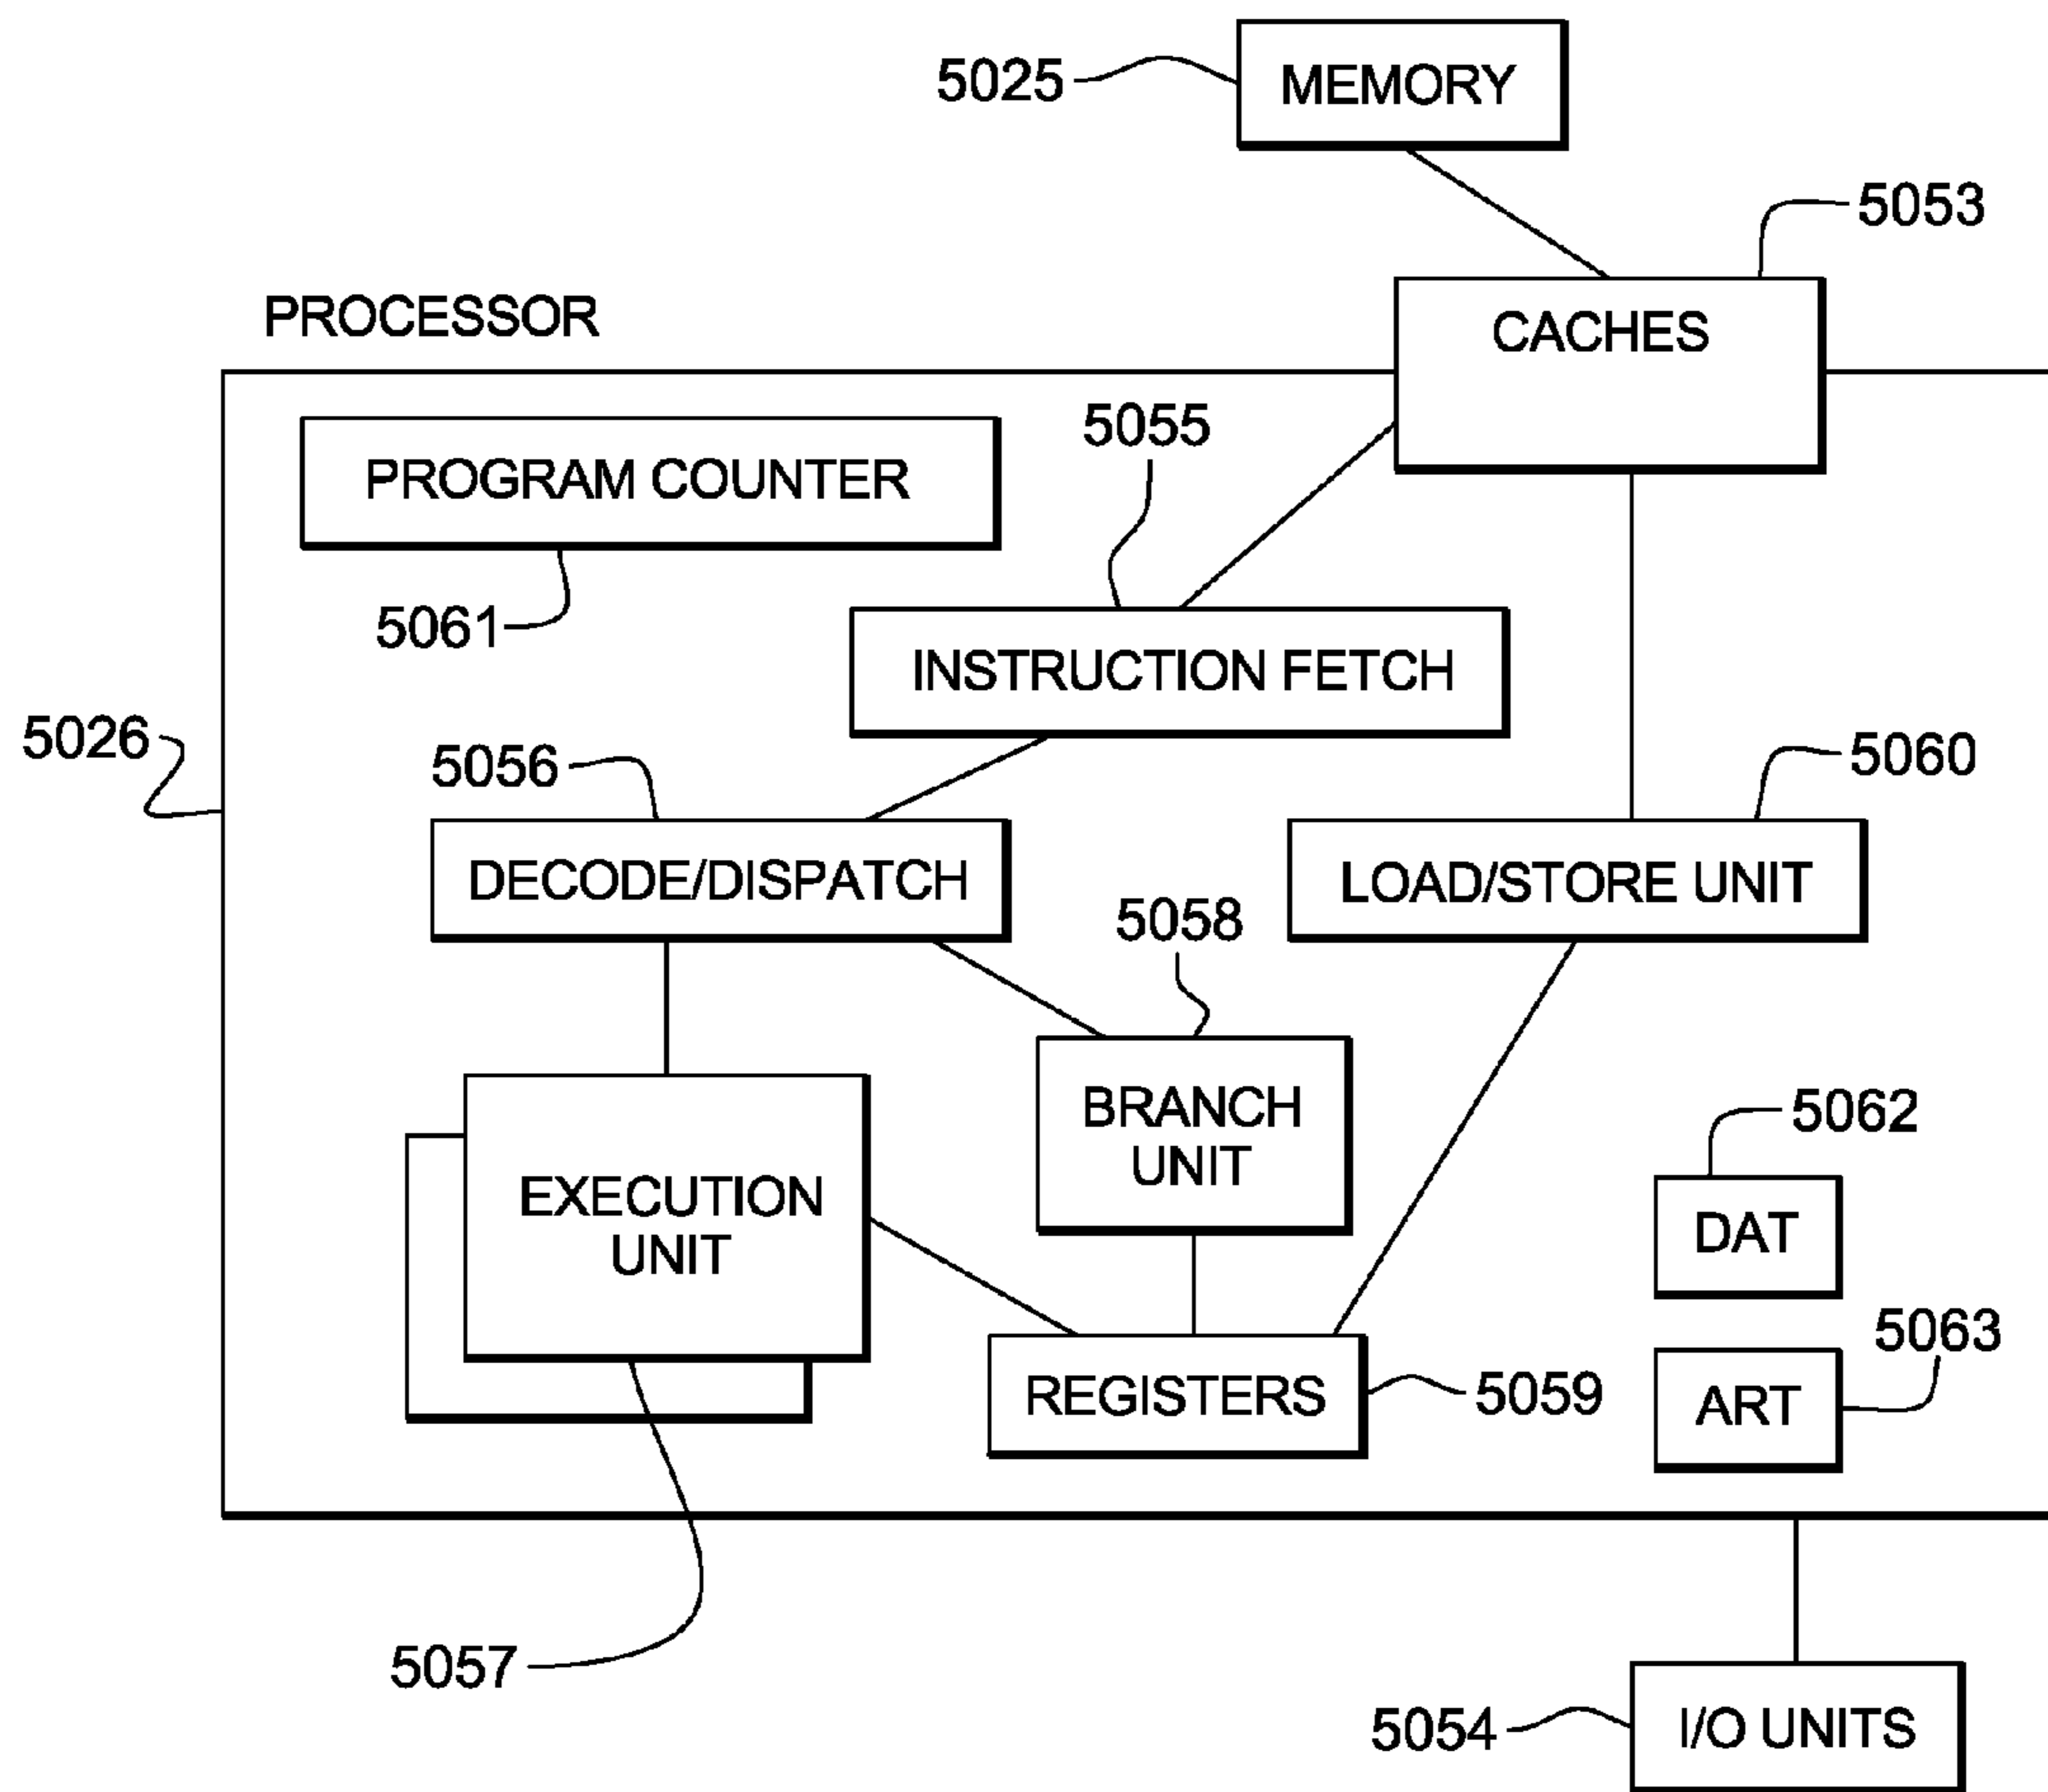 MEMORY
5025
5053
CACHES
PROCESSOR
5055
PROGRAM COUNTER
5061
INSTRUCTION FETCH
5026
5056
5060
DECODE/DISPATCH
LOAD/STORE UNIT
5058
BRANCH
UNIT
5062
EXECUTION
UNIT
DAT
5063
REGISTERS
5059
ART
5057
5054
I/O UNITS